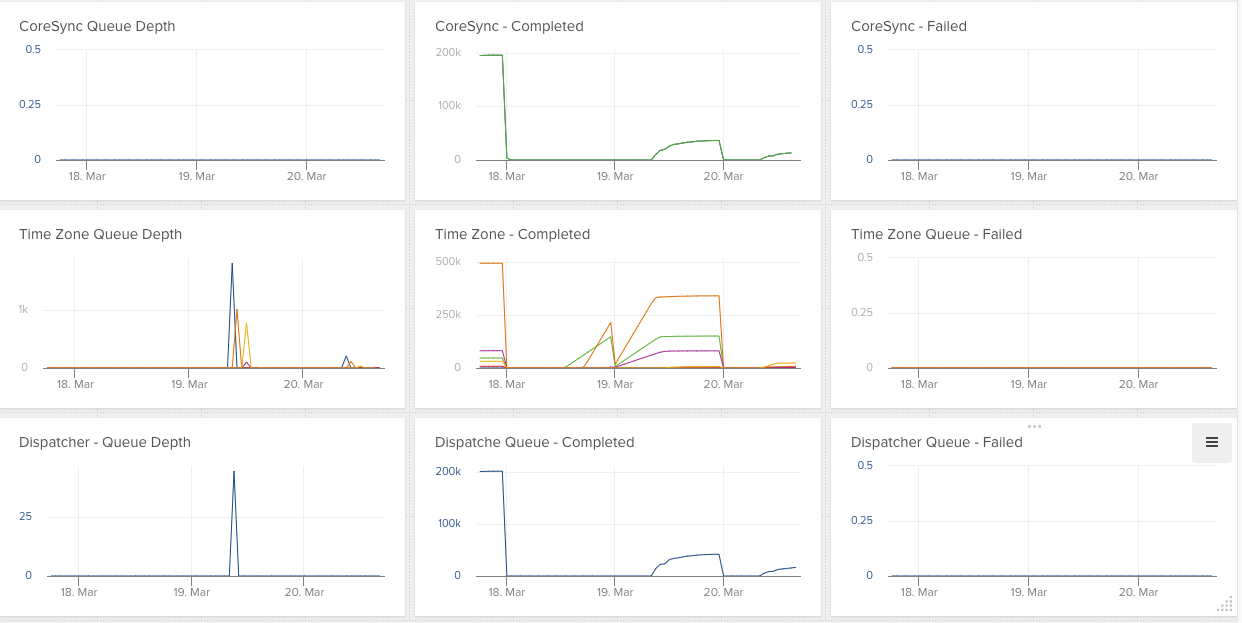 CoreSync Queue Depth
0.5
0.25
0
18. Mar 19. Mar 20. Mar
CoreSync - Completed
200k
100k
0
18. Mar 19. Mar 20. Mar
CoreSync - Failed
0.5
0.25
0
18. Mar 19. Mar 20. Mar
Time Zone Queue Depth
1k
0
18. Mar 19. Mar 20. Mar
Time Zone - Completed
500k
250k
0
18. Mar 19. Mar 20. Mar
Time Zone Queue - Failed
0.5
0.25
0
18. Mar 19. Mar 20. Mar
Dispatcher - Queue Depth
25
0
18. Mar 19. Mar 20. Mar
Dispatche Queue - Completed
200k
100k
0
18. Mar 19. Mar 20. Mar
Dispatcher Queue - Failed
0.5
0.25
0
18. Mar 19. Mar 20. Mar